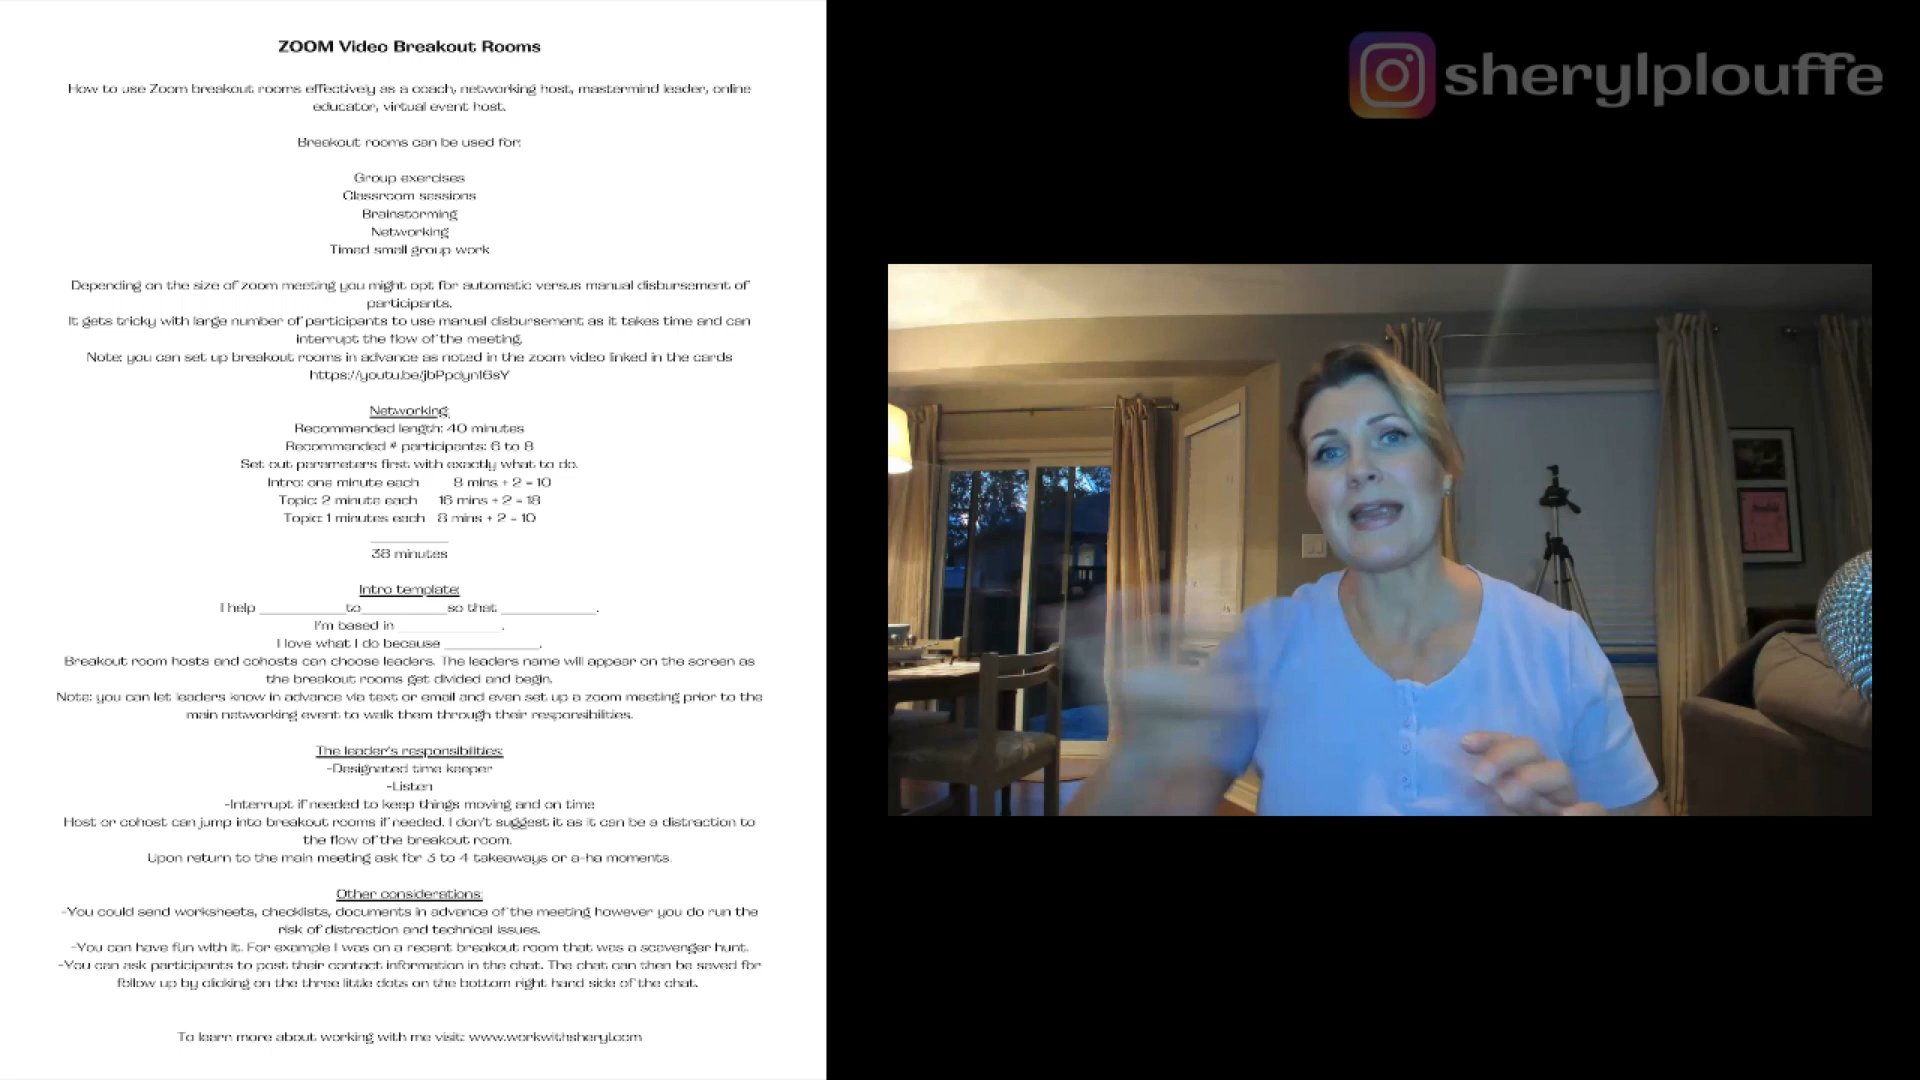 ZOOM Video Breakout Rooms
How to use Zoom breakout rooms effectively as a coach, networking host, mastermind leader, online
educator, virtual event host.
Breakout rooms can be used for:
Group exercises
Classroom sessions
Brainstorming
Networking
Timed small group work
Depending on the size of zoom meeting you might opt for automatic versus manual disbursement of
participants.
It gets tricky with large number of participants to use manual disbursement as it takes time and can
interrupt the flow of the meeting.
Note: you can set up breakout rooms in advance as noted in the zoom video linked in the cards
Networking:
Recommended length: 40 minutes
Recommended # participants: 6 to 8
Set out parameters first with exactly what to do.
Intro: one minute each 8 mins + 2 = 10
Topic: 2 minute each 16 mins + 2 = 18
Topic: 1 minutes each 8 mins + 2 = 10
38 minutes
Intro template:
I help ____________to____________so that _____________.
I'm based in ______________.
I love what I do because _____________.
Breakout room hosts and cohosts can choose leaders. The leaders name will appear on the screen as
the breakout rooms get divided and begin.
Note: you can let leaders know in advance via text or email and even set up a zoom meeting prior to the
main networking event to walk them through their responsibilities.
The leader's responsibilities:
-Designated time keeper
-Listen
-Interrupt if needed to keep things moving and on time
Host or cohost can jump into breakout rooms if needed. I don't suggest it as it can be a distraction to
the flow of the breakout room.
Upon return to the main meeting ask for 3 to 4 takeaways or a-ha moments.
Other considerations:
-You could send worksheets, checklists, documents in advance of the meeting however you do run the
risk of distraction and technical issues.
-You can have fun with it. For example I was on a recent breakout room that was a scavenger hunt.
-You can ask participants to post their contact information in the chat. The chat can then be saved for
follow up by clicking on the three little dots on the bottom right hand side of the chat.
To learn more about working with me visit: www.workwithsheryl.com
sherylplouffe